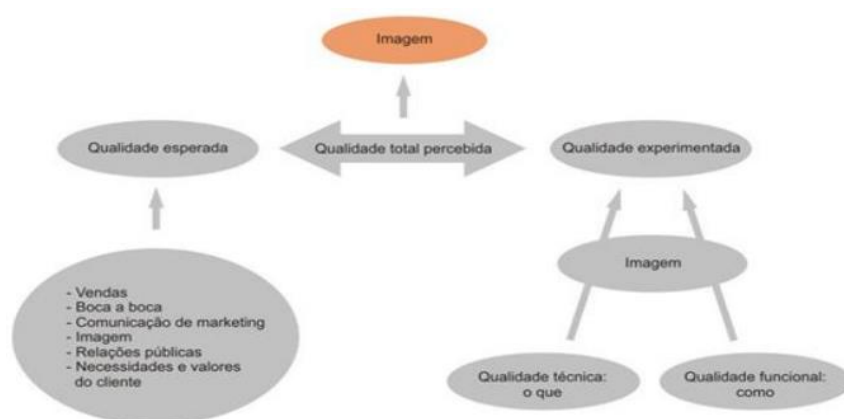 Imagem
Qualidade esperada
Qualidade total percebida
Qualidade experimentada
Imagem
- Vendas
- Boca a boca
- Comunicação de marketing
- Imagem
- Relações públicas
- Necessidades e valores
do cliente
Qualidade técnica:
o que
Qualidade funcional:
como